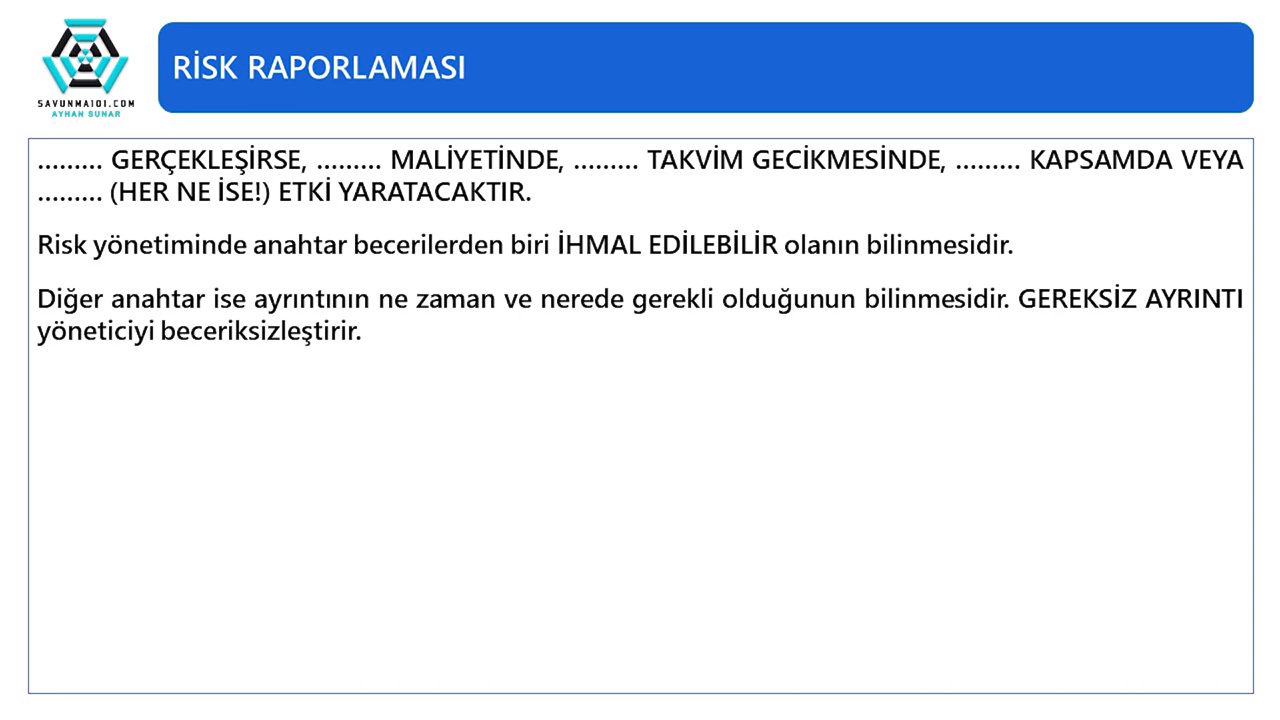 SAVUNMA101.COM
AYHAN SUNAR
RİSK RAPORLAMASI
......... GERÇEKLEŞİRSE, ......... MALİYETİNDE, ......... TAKVİM GECİKMESİNDE, ......... KAPSAMDA VEYA
......... (HER NE İSE!) ETKİ YARATACAKTIR.
Risk yönetiminde anahtar becerilerden biri İHMAL EDİLEBİLİR olanın bilinmesidir.
Diğer anahtar ise ayrıntının ne zaman ve nerede gerekli olduğunun bilinmesidir. GEREKSİZ AYRINTI
yöneticiyi beceriksizleştirir.